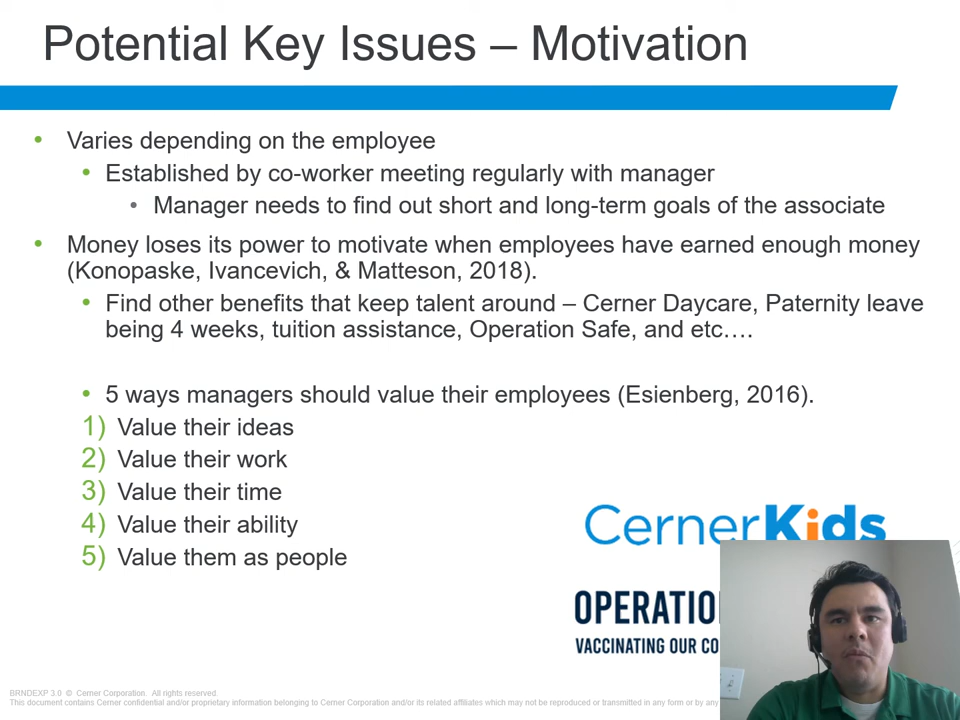 Potential Key Issues – Motivation
• Varies depending on the employee
• Established by co-worker meeting regularly with manager
• Manager needs to find out short and long-term goals of the associate
• Money loses its power to motivate when employees have earned enough money
(Konopaske, Ivancevich, & Matteson, 2018).
• Find other benefits that keep talent around – Cerner Daycare, Paternity leave
being 4 weeks, tuition assistance, Operation Safe, and etc….
• 5 ways managers should value their employees (Esienberg, 2016).
1) Value their ideas
2) Value their work
3) Value their time
4) Value their ability
5) Value them as people
CernerKids
VACCINATING OUR
BRNDEXP 3.0 © Cerner Corporation. All rights reserved.
This document contains Cerner confidential and/or proprietary information belonging to Cerner Corporation and/or its related affiliates which may not be reproduced or transmitted in any form or by any